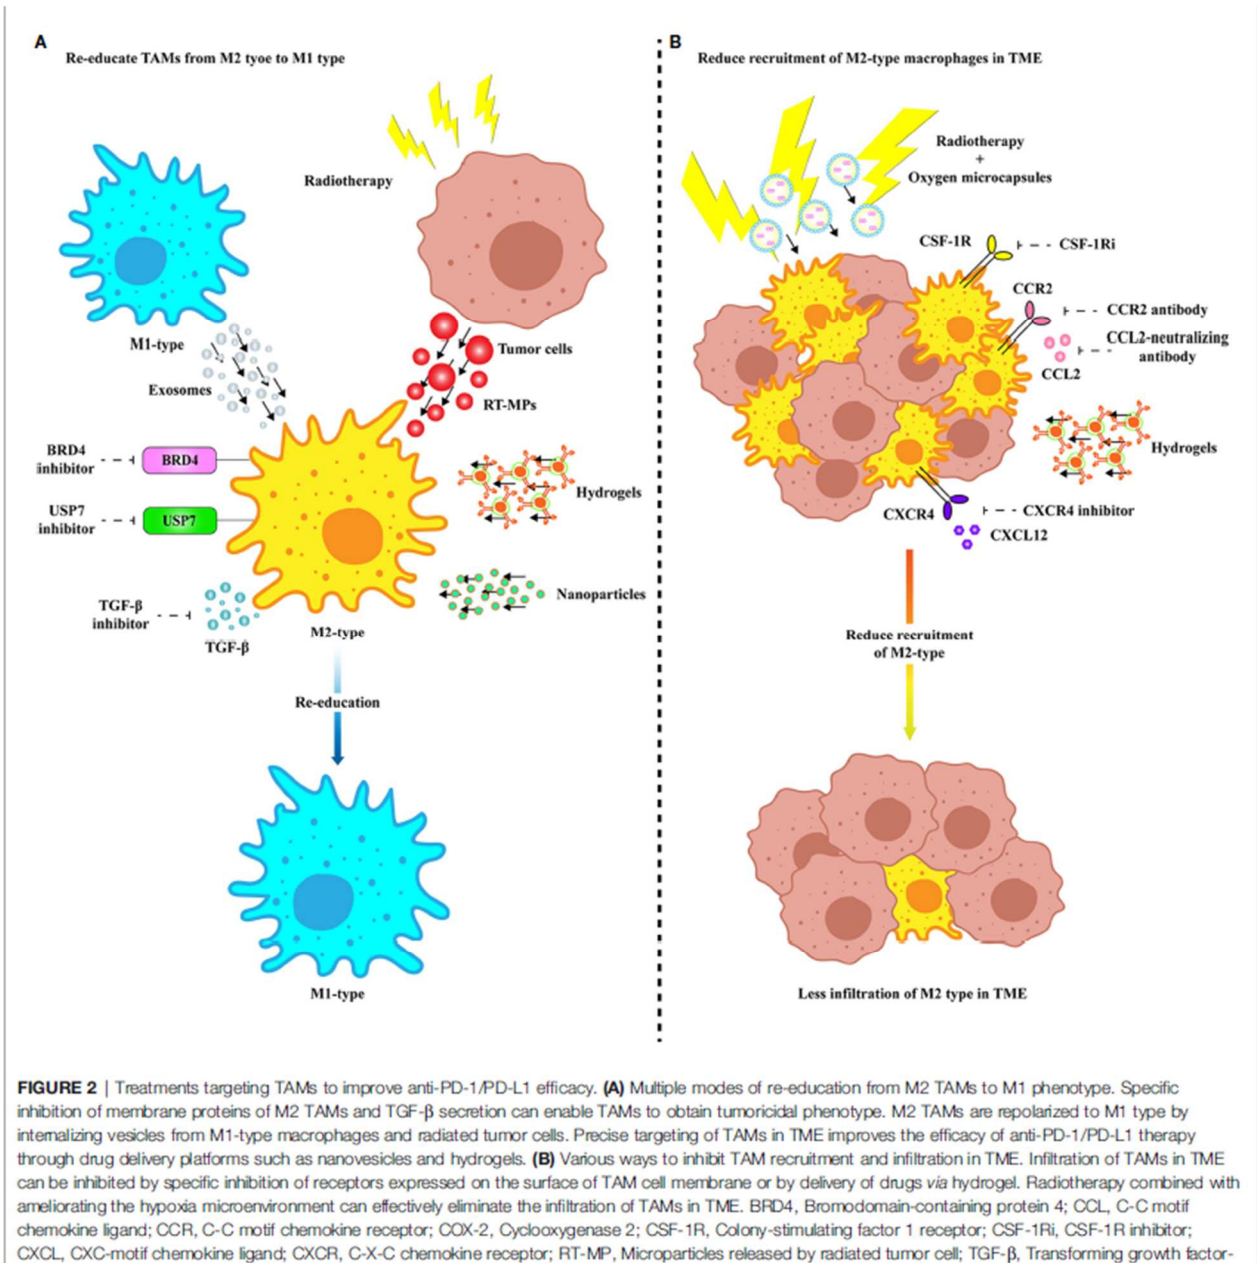 A
Re-educate TAMs from M2 tyoe to M1 type
Radiotherapy
M1-type
Exosomes
Tumor cells
RT-MPs
BRD4
inhibitor
BRD4
USP7
inhibitor
USP7
Hydrogels
TGF-β
inhibitor
TGF-β
Nanoparticles
M2-type
Re-education
M1-type
B
Reduce recruitment of M2-type macrophages in TME
Radiotherapy
+
Oxygen microcapsules
CSF-1R
CSF-1Ri
CCR2
CCR2 antibody
CCL2-neutralizing
antibody
CCL2
Hydrogels
CXCR4
CXCR4 inhibitor
CXCL12
Reduce recruitment
of M2-type
Less infiltration of M2 type in TME
FIGURE 2 | Treatments targeting TAMs to improve anti-PD-1/PD-L1 efficacy. (A) Multiple modes of re-education from M2 TAMs to M1 phenotype. Specific
inhibition of membrane proteins of M2 TAMs and TGF-β secretion can enable TAMs to obtain tumoricidal phenotype. M2 TAMs are repolarized to M1 type by
internalizing vesicles from M1-type macrophages and radiated tumor cells. Precise targeting of TAMs in TME improves the efficacy of anti-PD-1/PD-L1 therapy
through drug delivery platforms such as nanovesicles and hydrogels. (B) Various ways to inhibit TAM recruitment and infiltration in TME. Infiltration of TAMs in TME
can be inhibited by specific inhibition of receptors expressed on the surface of TAM cell membrane or by delivery of drugs via hydrogel. Radiotherapy combined with
ameliorating the hypoxia microenvironment can effectively eliminate the infiltration of TAMs in TME. BRD4, Bromodomain-containing protein 4; CCL, C-C motif
chemokine ligand; CCR, C-C motif chemokine receptor; COX-2, Cyclooxygenase 2; CSF-1R, Colony-stimulating factor 1 receptor; CSF-1Ri, CSF-1R inhibitor;
CXCL, CXC-motif chemokine ligand; CXCR, C-X-C chemokine receptor; RT-MP, Microparticles released by radiated tumor cell; TGF-β, Transforming growth factor-